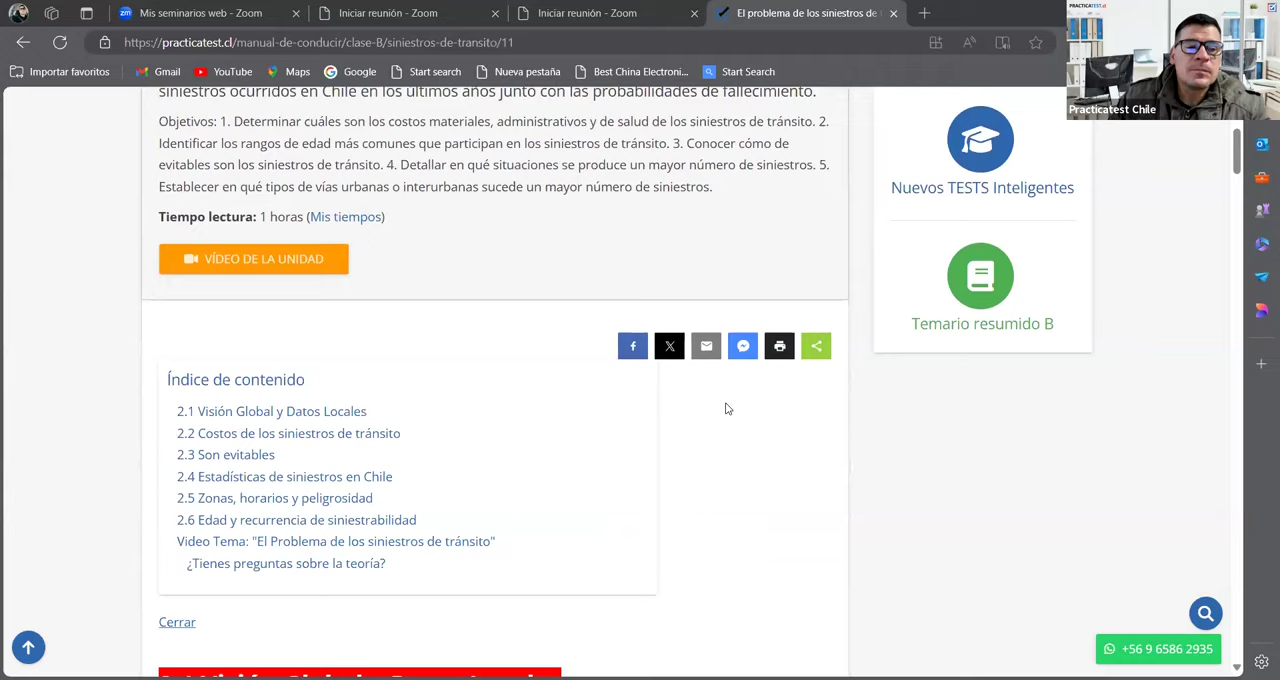 Mis seminarios web - Zoom
Iniciar reunión - Zoom
Iniciar reunión - Zoom
El problema de los siniestros de
https://practicatest.cl/manual-de-conducir/clase-B/siniestros-de-transito/11
Importar favoritos
Gmail
YouTube
Maps
Google
Start search
Nueva pestaña
Best China Electroni...
Start Search
PRACTICATEST.cl
Practicatest Chile
siniestros ocurridos en Chile en los últimos años junto con las probabilidades de fallecimiento.
Objetivos: 1. Determinar cuáles son los costos materiales, administrativos y de salud de los siniestros de tránsito. 2.
Identificar los rangos de edad más comunes que participan en los siniestros de tránsito. 3. Conocer cómo de
evitables son los siniestros de tránsito. 4. Detallar en qué situaciones se produce un mayor número de siniestros. 5.
Establecer en qué tipos de vías urbanas o interurbanas sucede un mayor número de siniestros.
Tiempo lectura: 1 horas (Mis tiempos)
VÍDEO DE LA UNIDAD
Nuevos TESTS Inteligentes
Temario resumido B
Índice de contenido
2.1 Visión Global y Datos Locales
2.2 Costos de los siniestros de tránsito
2.3 Son evitables
2.4 Estadísticas de siniestros en Chile
2.5 Zonas, horarios y peligrosidad
2.6 Edad y recurrencia de siniestrabilidad
Video Tema: "El Problema de los siniestros de tránsito"
¿Tienes preguntas sobre la teoría?
Cerrar
+56 9 6586 2935